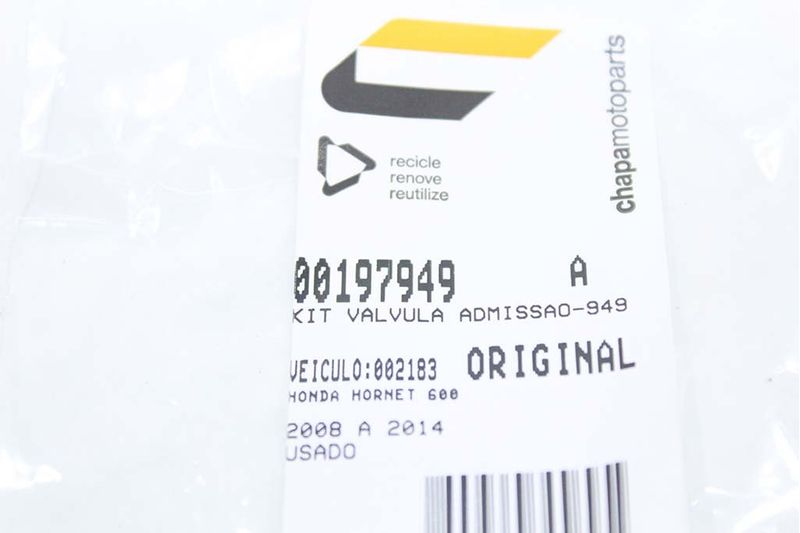 chapamotoparts
recicle
renove
reutilize
00197949 A
KIT VALVULA ADMISSAO-949
VEICULO:002183 ORIGINAL
HONDA HORNET 600
2008 A 2014
USADO